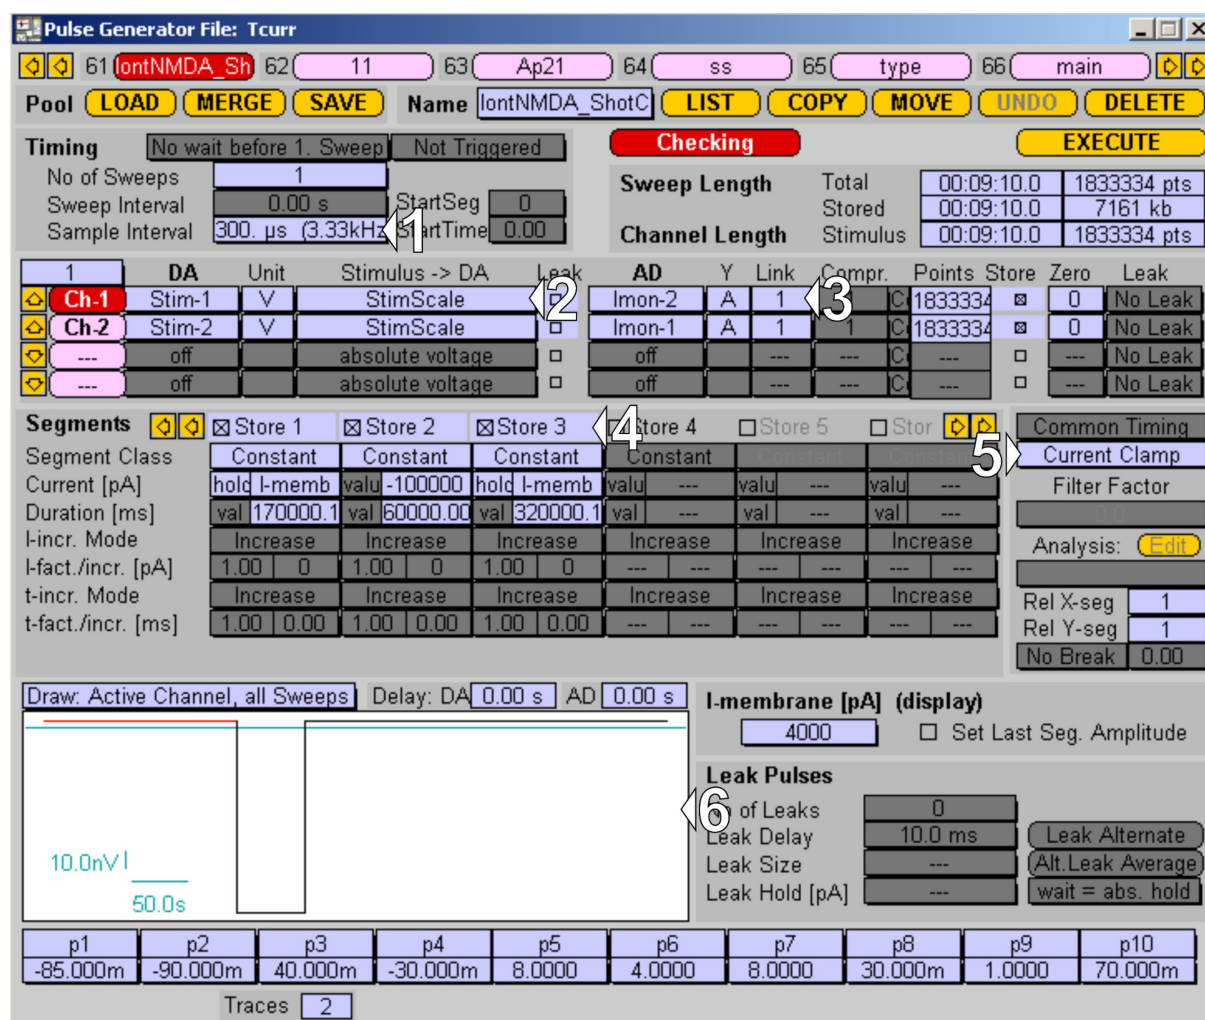 Pulse Generator File: Tcurr
61 IontNMDA_Sh 62 11 63 Ap21 64 ss 65 type 66 main
Pool LOAD MERGE SAVE Name IontNMDA_ShotC LIST COPY MOVE UNDO DELETE
Timing No wait before 1. Sweep Not Triggered Checking EXECUTE
No of Sweeps 1
Sweep Interval 0.00 s StartSeg 0
Sample Interval 300. µs (3.33kHz StartTime 0.00
1
Sweep Length Total 00:09:10.0 1833334 pts
Stored 00:09:10.0 7161 kb
Channel Length Stimulus 00:09:10.0 1833334 pts
1 DA Unit Stimulus -> DA Leak AD Y Link Compr. Points Store Zero Leak
Ch-1 Stim-1 V StimScale 2 Imon-2 A 1 3 C 1833334 0 No Leak
Ch-2 Stim-2 V StimScale Imon-1 A 1 1 C 1833334 0 No Leak
--- off absolute voltage off --- --- C --- --- No Leak
--- off absolute voltage off --- --- C --- --- No Leak
Segments Store 1 Store 2 Store 3 4 Store 4 Store 5 Stor
Segment Class Constant Constant Constant Constant Constant Constant
Current [pA] hold I-memb valu -100000 hold I-memb valu --- valu --- valu ---
Duration [ms] val 170000.1 val 60000.00 val 320000.1 val --- val --- val ---
I-incr. Mode Increase Increase Increase Increase Increase Increase
I-fact./incr. [pA] 1.00 0 1.00 0 1.00 0 --- --- --- --- --- ---
t-incr. Mode Increase Increase Increase Increase Increase Increase
t-fact./incr. [ms] 1.00 0.00 1.00 0.00 1.00 0.00 --- --- --- --- --- ---
Common Timing
5 Current Clamp
Filter Factor
0.0
Analysis: Edit
Rel X-seg 1
Rel Y-seg 1
No Break 0.00
Draw: Active Channel, all Sweeps Delay: DA 0.00 s AD 0.00 s
10.0nV
50.0s
6
I-membrane [pA] (display)
4000 Set Last Seg. Amplitude
Leak Pulses
No of Leaks 0
Leak Delay 10.0 ms Leak Alternate
Leak Size --- Alt.Leak Average
Leak Hold [pA] --- wait = abs. hold
p1 p2 p3 p4 p5 p6 p7 p8 p9 p10
-85.000m -90.000m 40.000m -30.000m 8.0000 4.0000 8.0000 30.000m 1.0000 70.000m
Traces 2